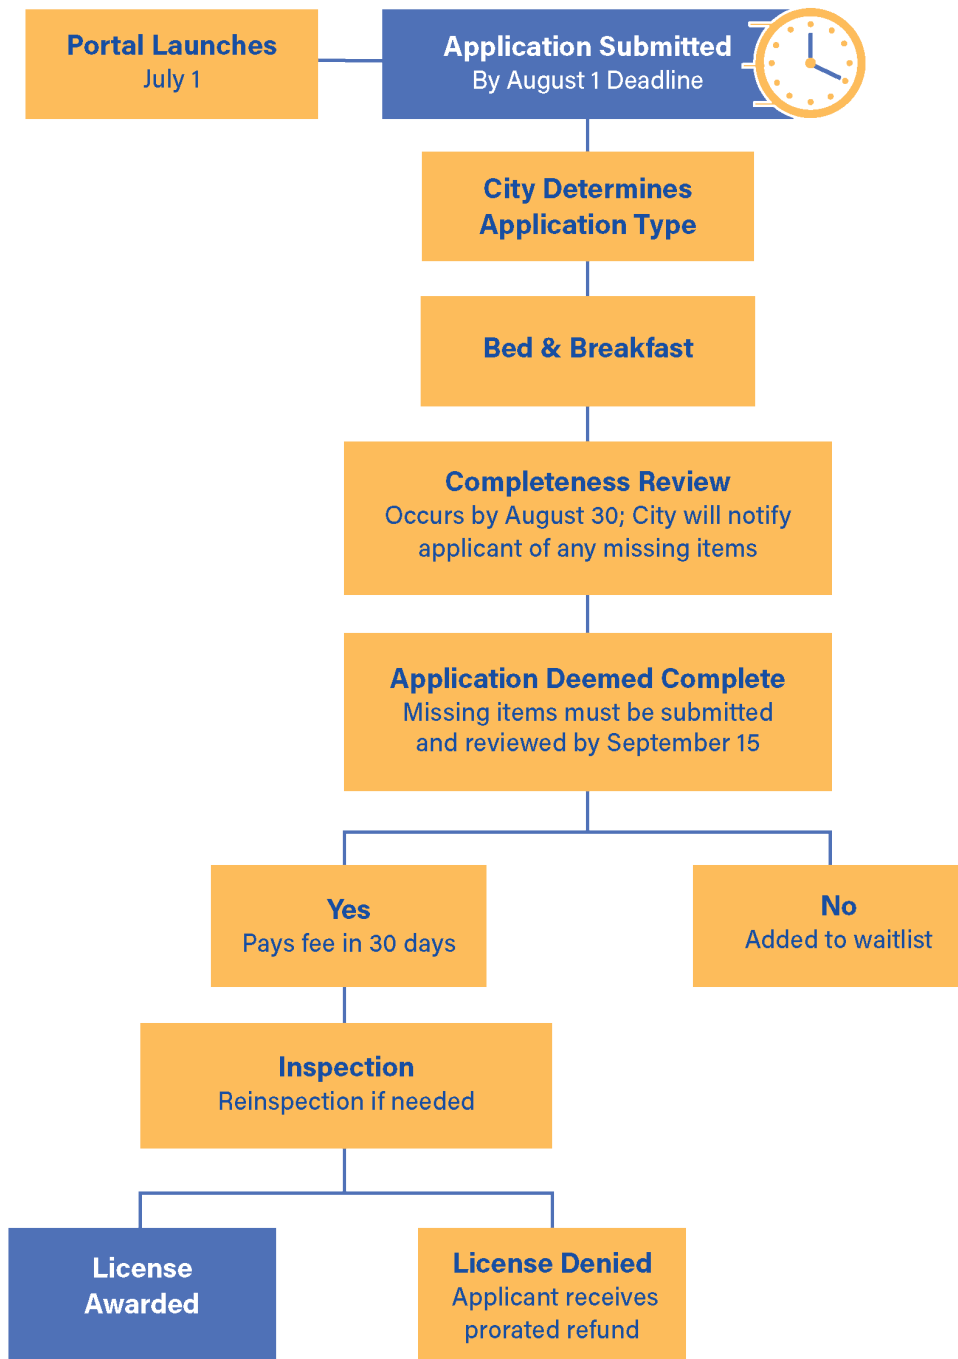 Portal Launches
July 1
Application Submitted
By August 1 Deadline
City Determines
Application Type
Bed & Breakfast
Completeness Review
Occurs by August 30; City will notify
applicant of any missing items
Application Deemed Complete
Missing items must be submitted
and reviewed by September 15
Yes
Pays fee in 30 days
No
Added to waitlist
Inspection
Reinspection if needed
License
Awarded
License Denied
Applicant receives
prorated refund